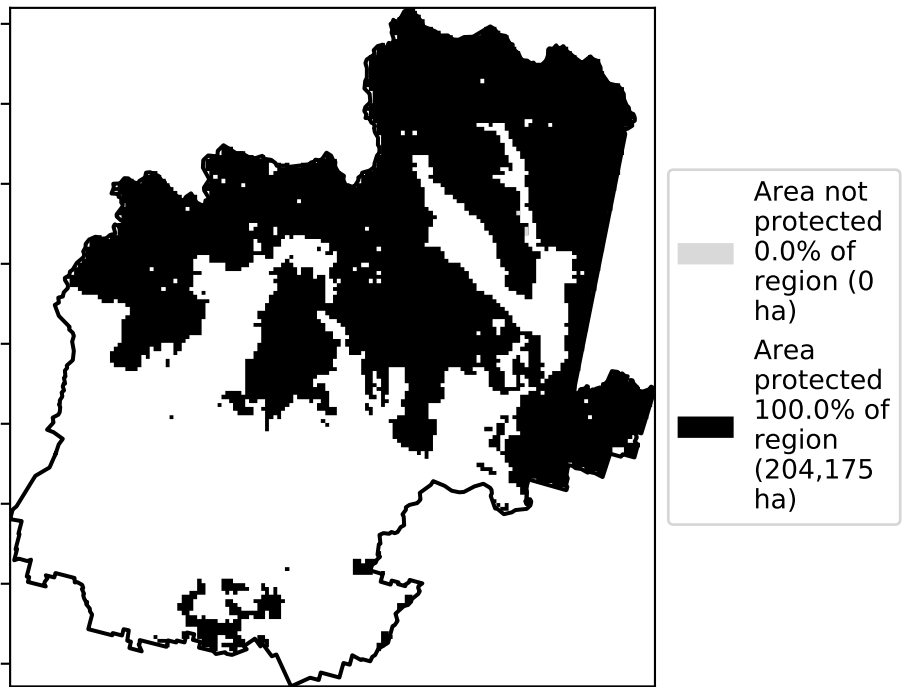 Area not
protected
0.0% of
region (0
ha)
Area
protected
100.0% of
region
(204,175
ha)